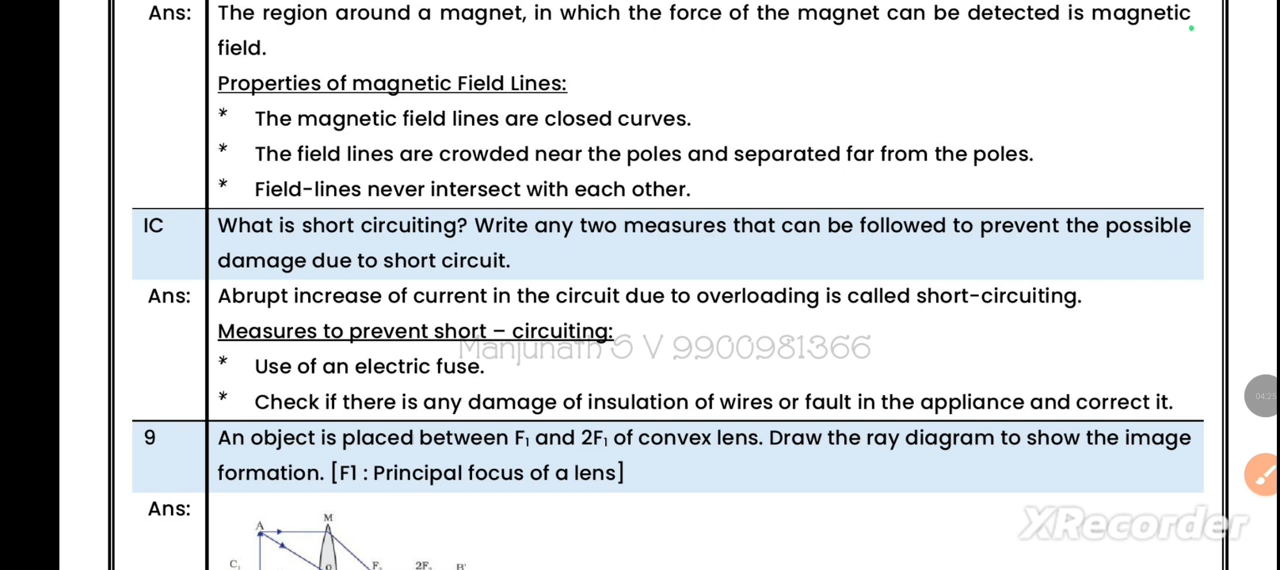 Ans: The region around a magnet, in which the force of the magnet can be detected is magnetic
field.
Properties of magnetic Field Lines:
* The magnetic field lines are closed curves.
* The field lines are crowded near the poles and separated far from the poles.
* Field-lines never intersect with each other.
IC What is short circuiting? Write any two measures that can be followed to prevent the possible
damage due to short circuit.
Ans: Abrupt increase of current in the circuit due to overloading is called short-circuiting.
Measures to prevent short – circuiting:
Manjunath S V 9900981366
* Use of an electric fuse.
* Check if there is any damage of insulation of wires or fault in the appliance and correct it.
04:25
9 An object is placed between F₁ and 2F₁ of convex lens. Draw the ray diagram to show the image
formation. [F1 : Principal focus of a lens]
Ans:
M
A
XRecorder
C₁ O F₂ 2F₂ B'